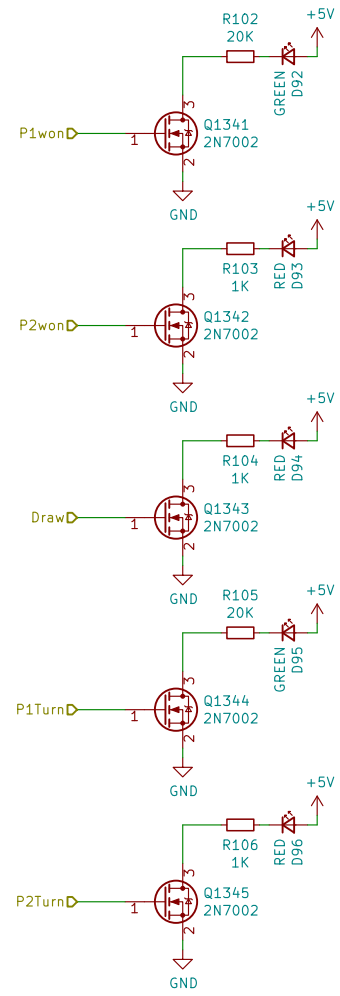 +5V
R102
20K
GREEN
D92
3
P1won
1
Q1341
2N7002
2
GND
+5V
R103
1K
RED
D93
3
P2won
1
Q1342
2N7002
2
GND
+5V
R104
1K
RED
D94
3
Draw
1
Q1343
2N7002
2
GND
+5V
R105
20K
GREEN
D95
3
P1Turn
1
Q1344
2N7002
2
GND
+5V
R106
1K
RED
D96
3
P2Turn
1
Q1345
2N7002
2
GND